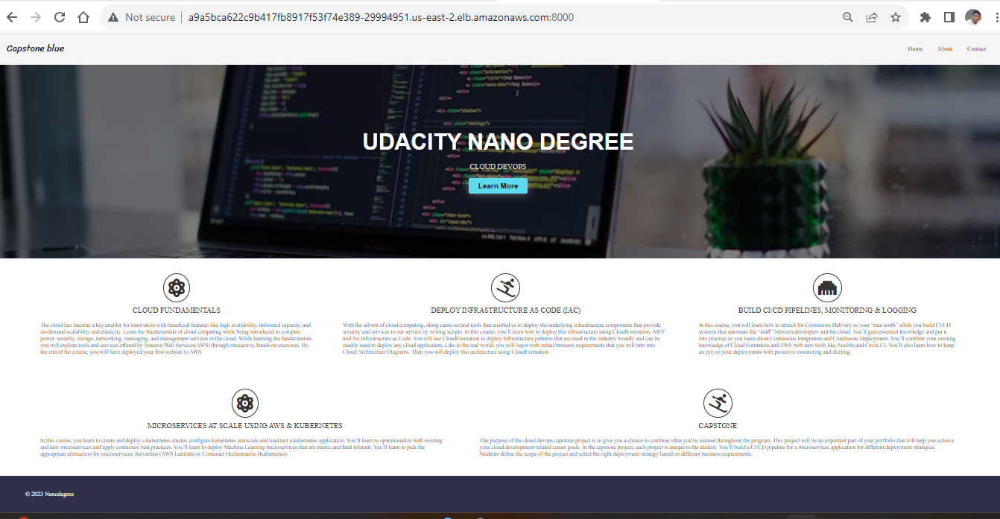 Not secure | a9a5bca622c9b417fb8917f53f74e389-29994951.us-east-2.elb.amazonaws.com:8000
Capstone blue
Home About Contact
UDACITY NANO DEGREE
CLOUD DEVOPS
Learn More
CLOUD FUNDAMENTALS
The cloud has become a key enabler for innovation with beneficial features like high availability, unlimited capacity, and
on-demand scalability and elasticity. Learn the fundamentals of cloud computing while being introduced to compute
power, security, storage, networking, messaging, and management services in the cloud. While learning the fundamentals,
you will explore tools and services offered by Amazon Web Services(AWS) through interactive, hands-on exercises. By
the end of the course, you will have deployed your first website to AWS.
DEPLOY INFRASTRUCTURE AS CODE (IAC)
With the advent of cloud computing, along came several tools that enabled us to deploy the underlying infrastructure components that provide
security and services to our servers by writing scripts. In this course, you’ll learn how to deploy this infrastructure using CloudFormation, AWS’
tool for Infrastructure as Code. You will use CloudFormation to deploy Infrastructure patterns that are used in the industry broadly and can be
readily used to deploy any cloud application. Like in the real world, you will begin with initial business requirements that you will turn into
Cloud Architecture Diagrams. Then you will deploy this architecture using CloudFormation.
BUILD CI/CD PIPELINES, MONITORING & LOGGING
In this course, you will learn how to stretch for Continuous Delivery as your “true north” while you build CI/CD
systems that automate the “stuff” between developers and the cloud. You’ll gain essential knowledge and put it
into practice as you learn about Continuous Integration and Continuous Deployment. You’ll combine your existing
knowledge of Cloud Formation and AWS with new tools like Ansible and Circle CI. You’ll also learn how to keep
an eye on your deployments with proactive monitoring and alerting.
MICROSERVICES AT SCALE USING AWS & KUBERNETES
In this course, you learn to create and deploy a kubernetes cluster, configure kubernetes autoscale and load test a kubernetes application. You’ll learn to operationalize both existing
and new microservices and apply containers best practices. You’ll learn to deploy Machine Learning microservices that are elastic and fault tolerant. You’ll learn to pick the
appropriate abstraction for microservices: Serverless (AWS Lambda) or Container Orchestration (Kubernetes).
CAPSTONE
The purpose of the cloud devops capstone project is to give you a chance to combine what you've learned throughout the program. This project will be an important part of your portfolio that will help you achieve
your cloud development-related career goals. In the capstone project, each project is unique to the student. You’ll build a CI/CD pipeline for a microservices application for different deployment strategies.
Students define the scope of the project and select the right deployment strategy based on different business requirements.
© 2023 Nanodegree